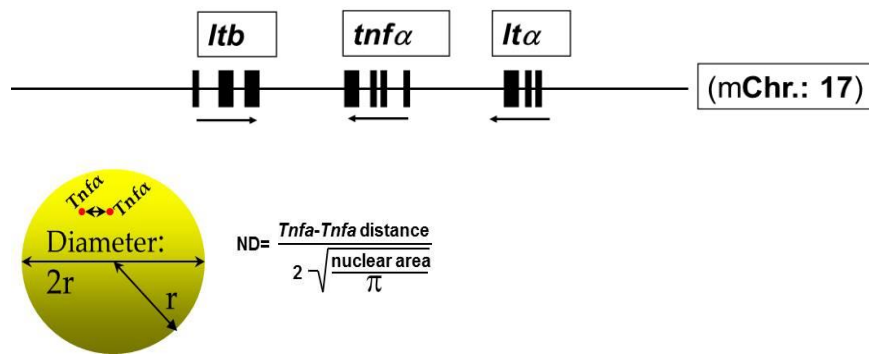 ltb tnfα ltα
(mChr.: 17)
Tnfα Tnfα
Diameter:
2r
r
ND= Tnfa-Tnfa distance
2 √ nuclear area
π